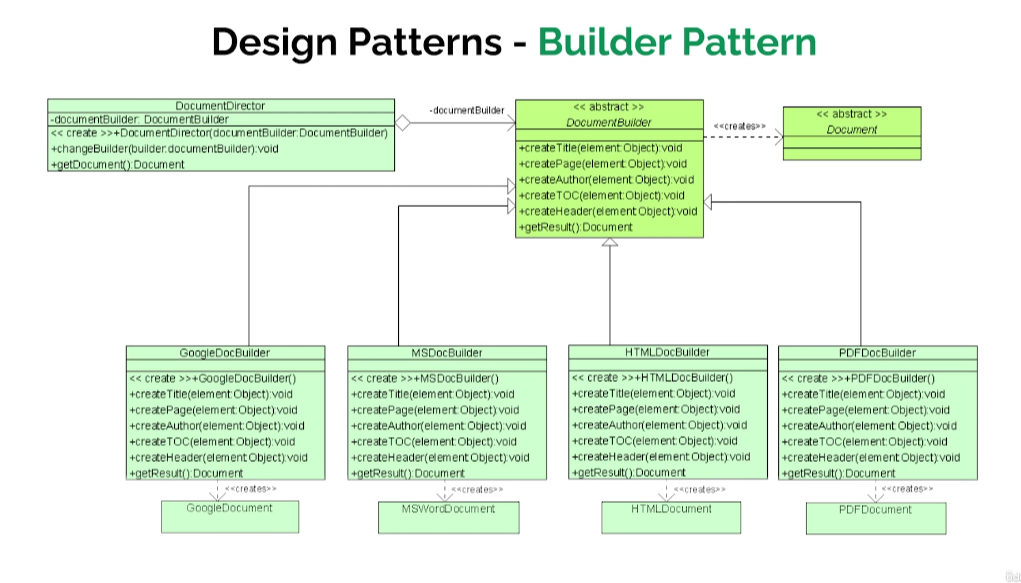 Design Patterns - Builder Pattern
DocumentDirector
-documentBuilder: DocumentBuilder
<< create >>+DocumentDirector(documentBuilder:DocumentBuilder)
+changeBuilder(builder:documentBuilder):void
+getDocument():Document
-documentBuilder
<< abstract >>
DocumentBuilder
+createTitle(element:Object):void
+createPage(element:Object):void
+createAuthor(element:Object):void
+createTOC(element:Object):void
+createHeader(element:Object):void
+getResult():Document
<<creates>>
<< abstract >>
Document
GoogleDocBuilder
<< create >>+GoogleDocBuilder()
+createTitle(element:Object):void
+createPage(element:Object):void
+createAuthor(element:Object):void
+createTOC(element:Object):void
+createHeader(element:Object):void
+getResult():Document
<<creates>>
GoogleDocument
MSDocBuilder
<< create >>+MSDocBuilder()
+createTitle(element:Object):void
+createPage(element:Object):void
+createAuthor(element:Object):void
+createTOC(element:Object):void
+createHeader(element:Object):void
+getResult():Document
<<creates>>
MSWordDocument
HTMLDocBuilder
<< create >>+HTMLDocBuilder()
+createTitle(element:Object):void
+createPage(element:Object):void
+createAuthor(element:Object):void
+createTOC(element:Object):void
+createHeader(element:Object):void
+getResult():Document
<<creates>>
HTMLDocument
PDFDocBuilder
<< create >>+PDFDocBuilder()
+createTitle(element:Object):void
+createPage(element:Object):void
+createAuthor(element:Object):void
+createTOC(element:Object):void
+createHeader(element:Object):void
+getResult():Document
<<creates>>
PDFDocument